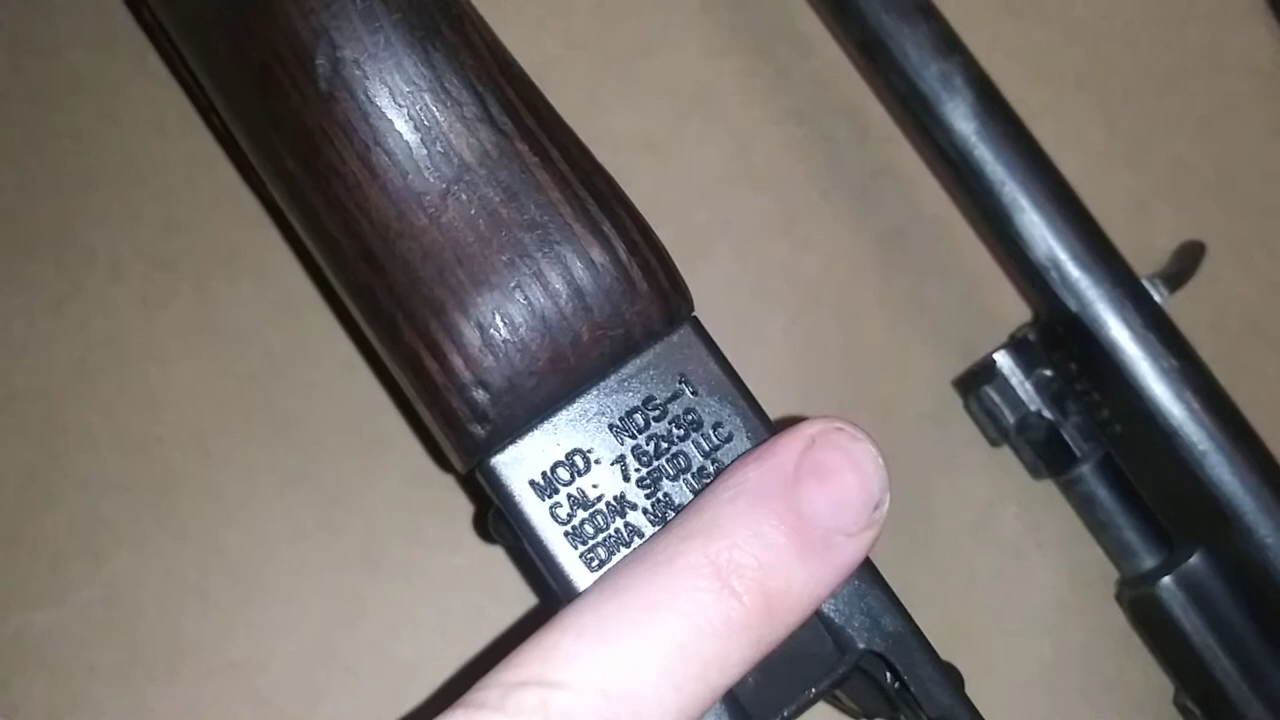 MOD: NDS-1
CAL. 7.62x39
NODAK SPUD LLC
EDINA MN. USA